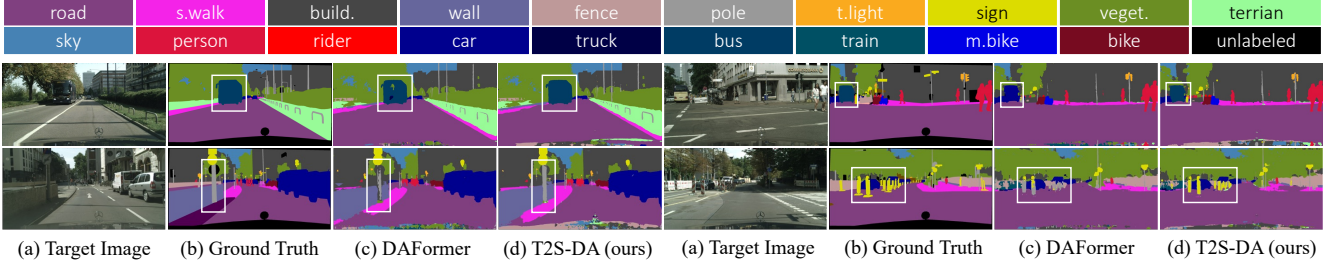 road s.walk build. wall fence pole t.light sign veget. terrian
sky person rider car truck bus train m.bike bike unlabeled
(a) Target Image (b) Ground Truth (c) DAFormer (d) T2S-DA (ours) (a) Target Image (b) Ground Truth (c) DAFormer (d) T2S-DA (ours)